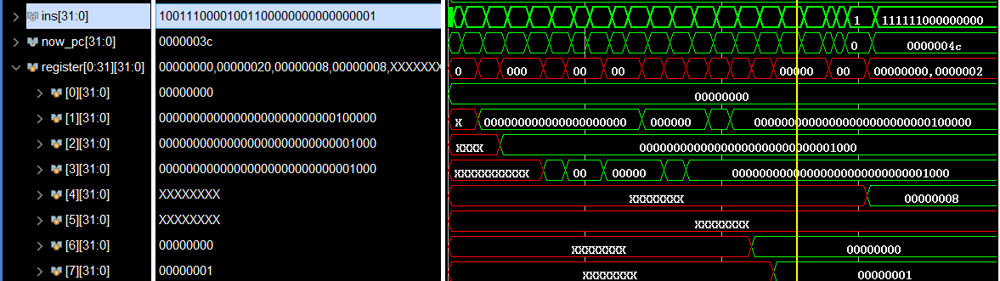 ins[31:0] 10011100001001100000000000000001 1 111111000000000
now_pc[31:0] 0000003c 0 0000004c
register[0:31][31:0] 00000000,00000020,00000008,00000008,XXXXXXX 0 000 00 00 00000 00 00000000,0000002
[0][31:0] 00000000 00000000
[1][31:0] 00000000000000000000000000100000 X 000000000000000000000 000000 00000000000000000000000000100000
[2][31:0] 00000000000000000000000000001000 XXXX 00000000000000000000000000001000
[3][31:0] 00000000000000000000000000001000 XXXXXXXXXXX 00 00000 00000000000000000000000000001000
[4][31:0] XXXXXXXX XXXXXXXX 00000008
[5][31:0] XXXXXXXX XXXXXXXX
[6][31:0] 00000000 XXXXXXXX 00000000
[7][31:0] 00000001 XXXXXXXX 00000001